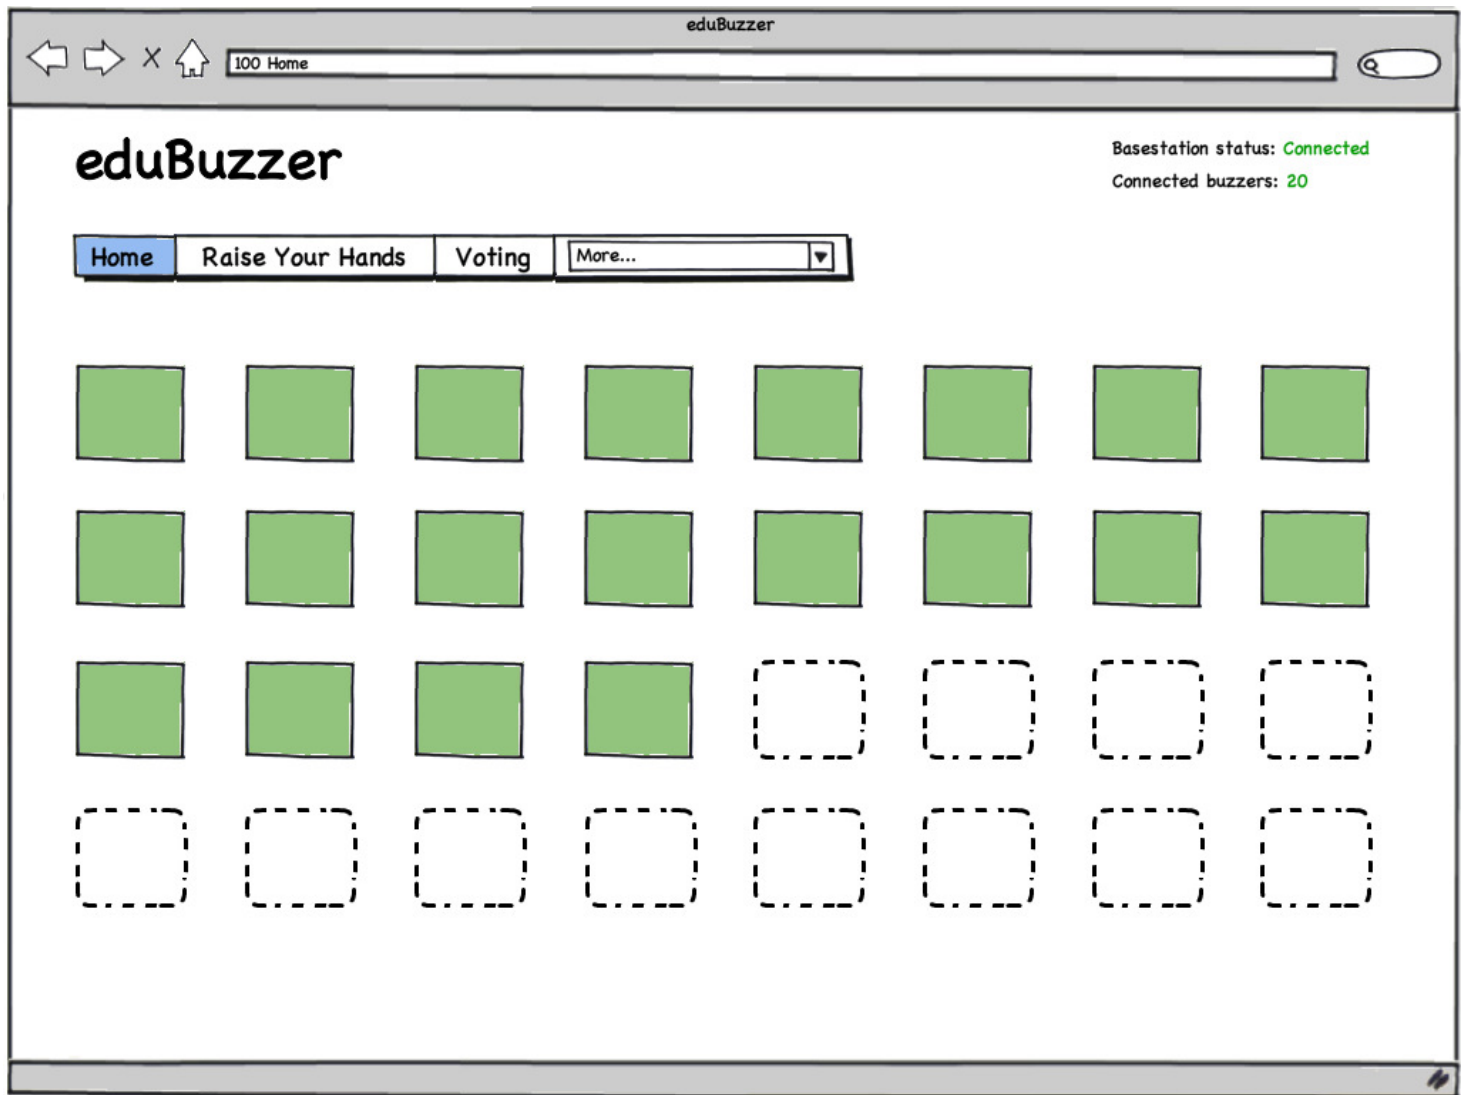 eduBuzzer
100 Home
eduBuzzer
Basestation status: Connected
Connected buzzers: 20
Home Raise Your Hands Voting More...